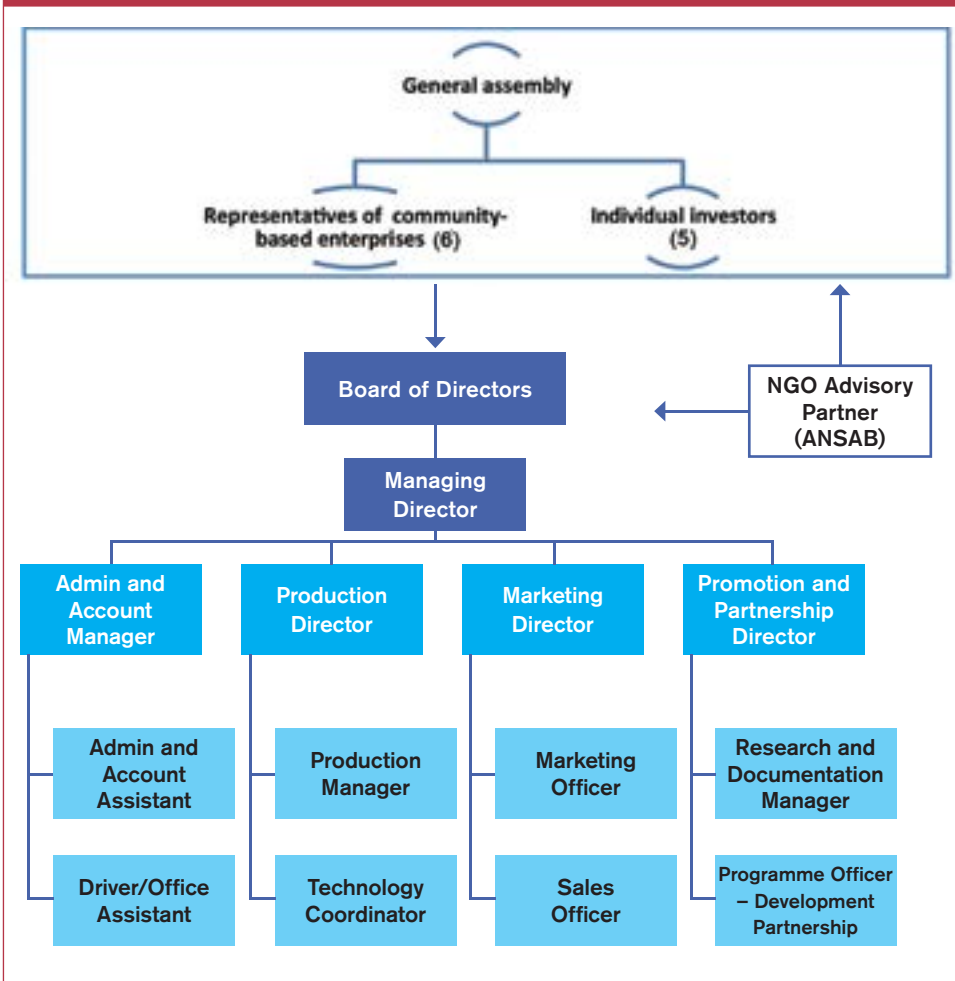 General assembly
Representatives of community-
based enterprises (6)
Individual investors
(5)
Board of Directors
NGO Advisory
Partner
(ANSAB)
Managing
Director
Admin and
Account
Manager
Production
Director
Marketing
Director
Promotion and
Partnership
Director
Admin and
Account
Assistant
Production
Manager
Marketing
Officer
Research and
Documentation
Manager
Driver/Office
Assistant
Technology
Coordinator
Sales
Officer
Programme Officer
– Development
Partnership